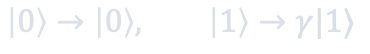 |0⟩ → |0⟩, |1⟩ → γ|1⟩